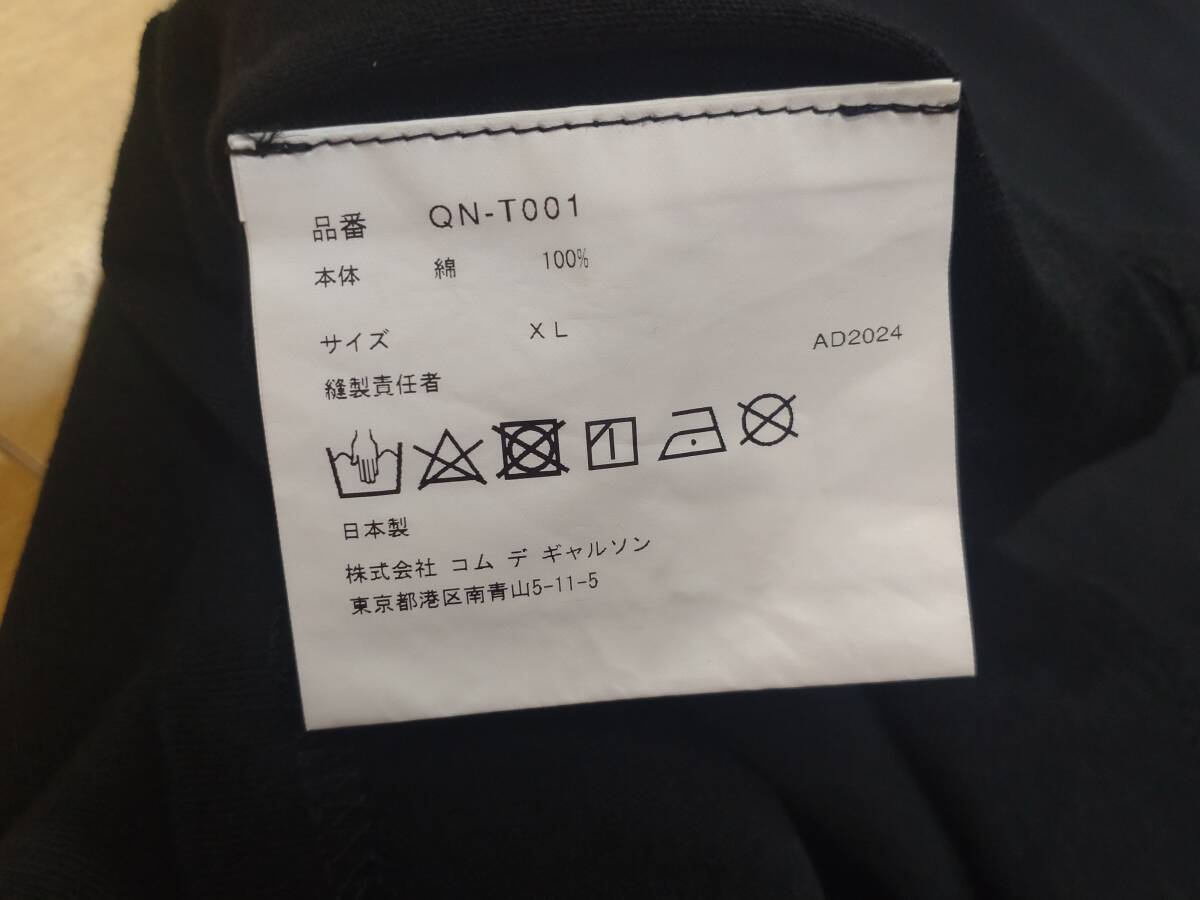 品番 QN-T001
本体 綿 100%
サイズ XL AD2024
縫製責任者
日本製
株式会社 コム デ ギャルソン
東京都港区南青山5-11-5